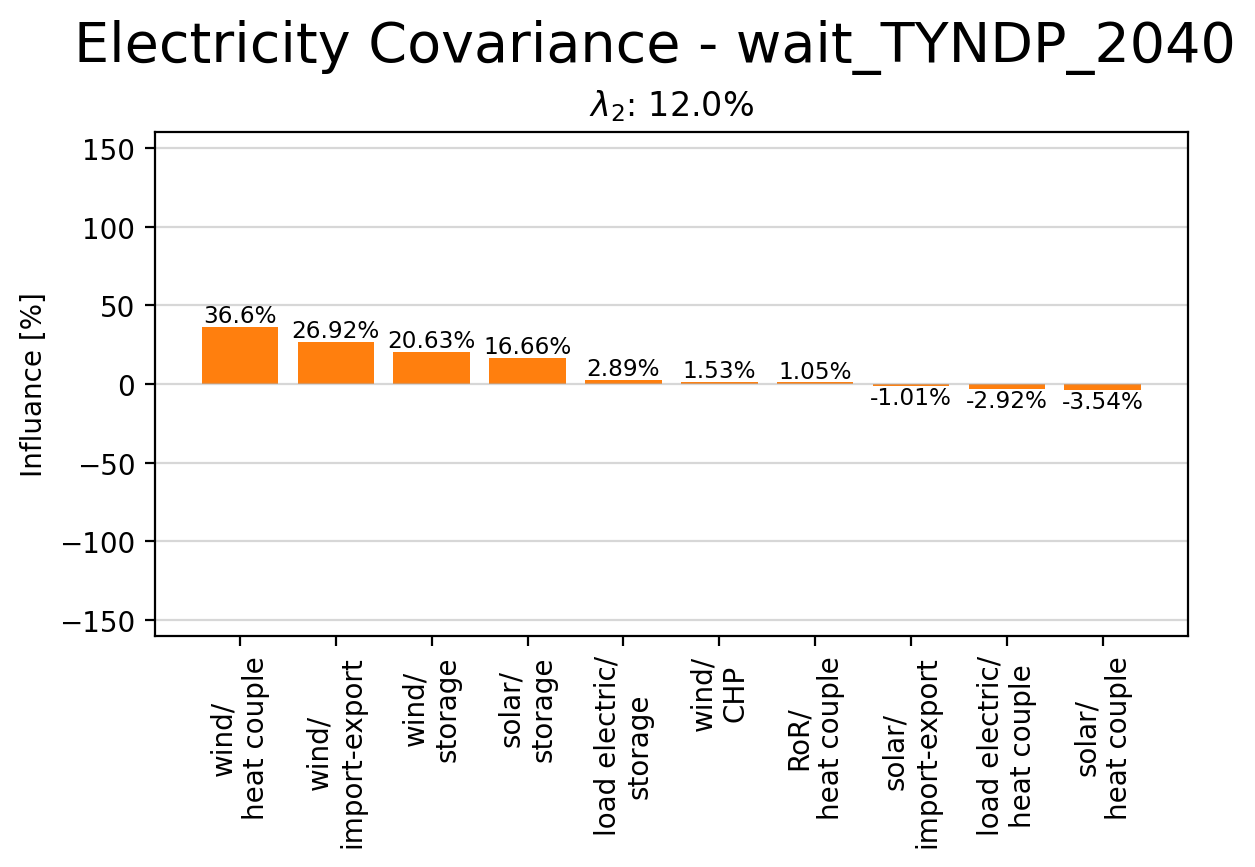 Electricity Covariance - wait_TYNDP_2040
λ2: 12.0%
Influance [%]
150
100
50
0
−50
−100
−150
36.6%
26.92%
20.63%
16.66%
2.89%
1.53%
1.05%
-1.01%
-2.92%
-3.54%
wind/
heat couple
wind/
import-export
wind/
storage
solar/
storage
load electric/
storage
wind/
CHP
RoR/
heat couple
solar/
import-export
load electric/
heat couple
solar/
heat couple